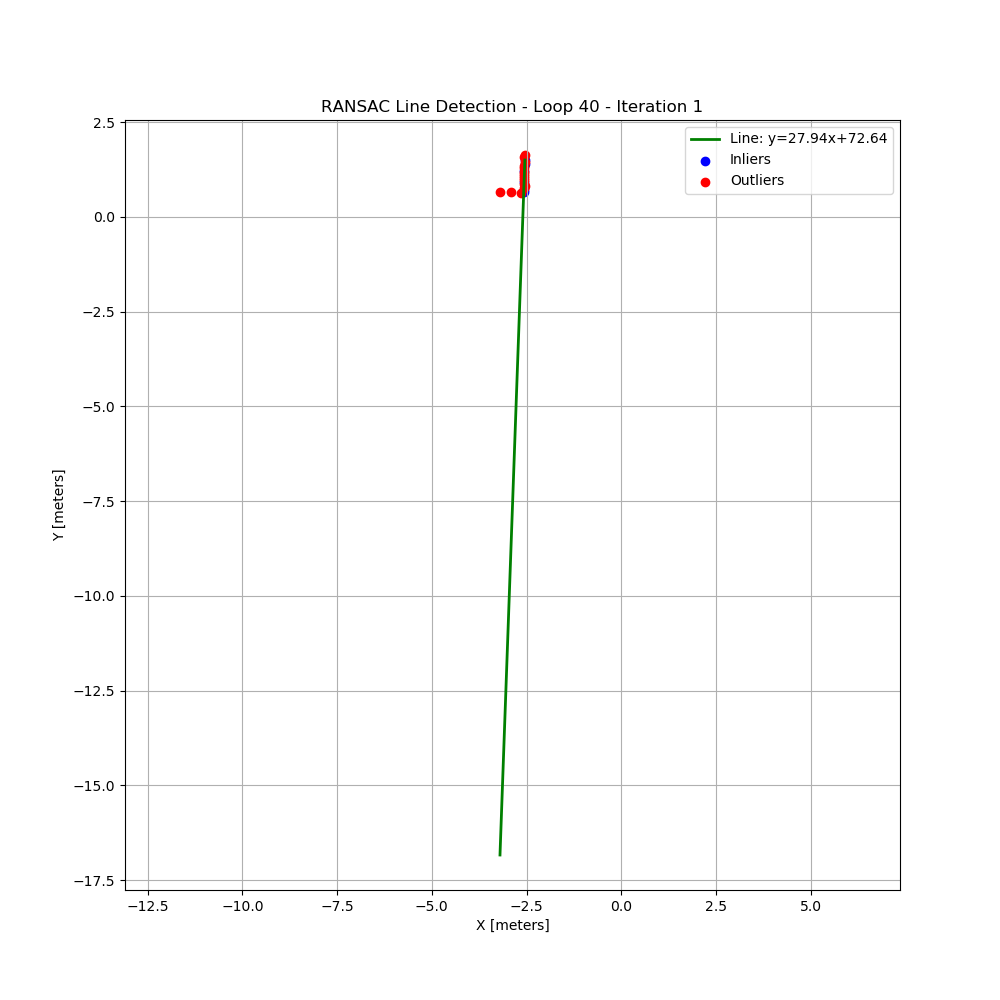 RANSAC Line Detection - Loop 40 - Iteration 1
Line: y=27.94x+72.64
Inliers
Outliers
2.5
0.0
−2.5
−5.0
−7.5
−10.0
−12.5
−15.0
−17.5
Y [meters]
−12.5 −10.0 −7.5 −5.0 −2.5 0.0 2.5 5.0
X [meters]